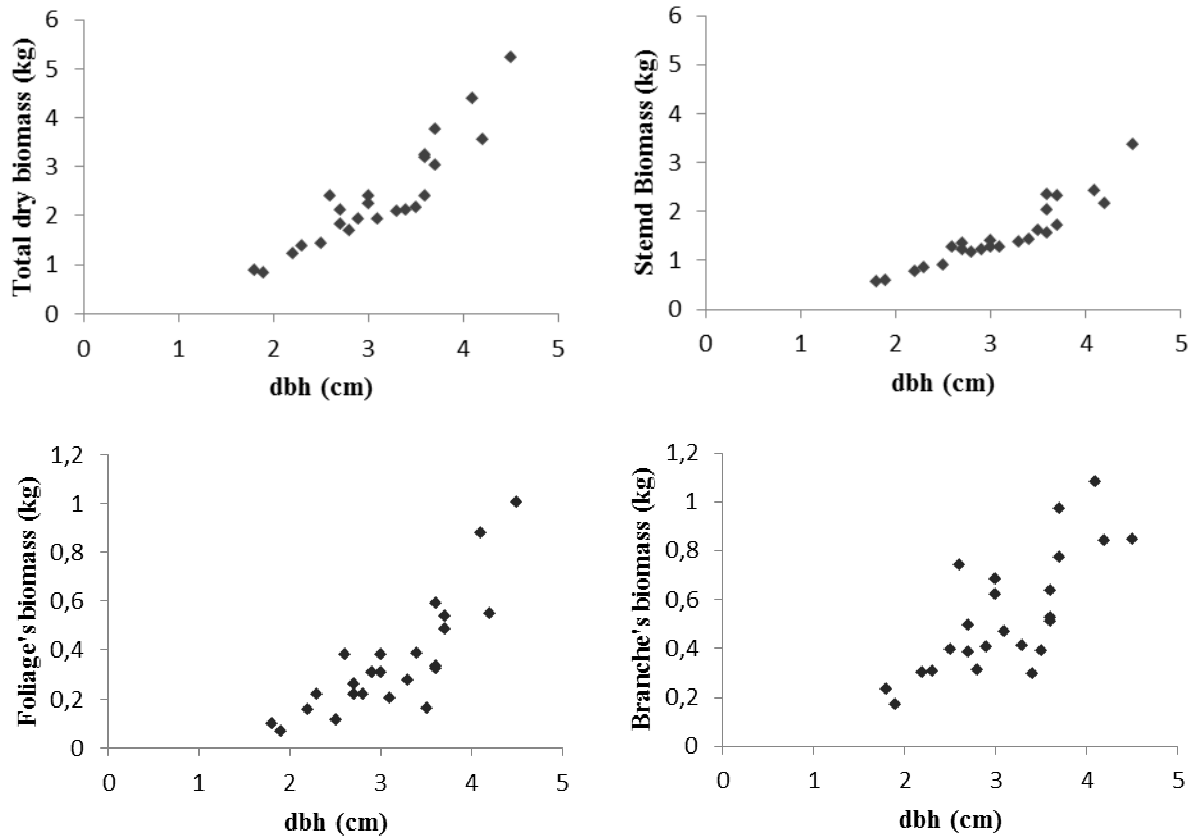 Total dry biomass (kg)
6
5
4
3
2
1
0
0 1 2 3 4 5
dbh (cm)
Stemd Biomass (kg)
6
5
4
3
2
1
0
0 1 2 3 4 5
dbh (cm)
Foliage's biomass (kg)
1,2
1
0,8
0,6
0,4
0,2
0
0 1 2 3 4 5
dbh (cm)
Branche's biomass (kg)
1,2
1
0,8
0,6
0,4
0,2
0
0 1 2 3 4 5
dbh (cm)